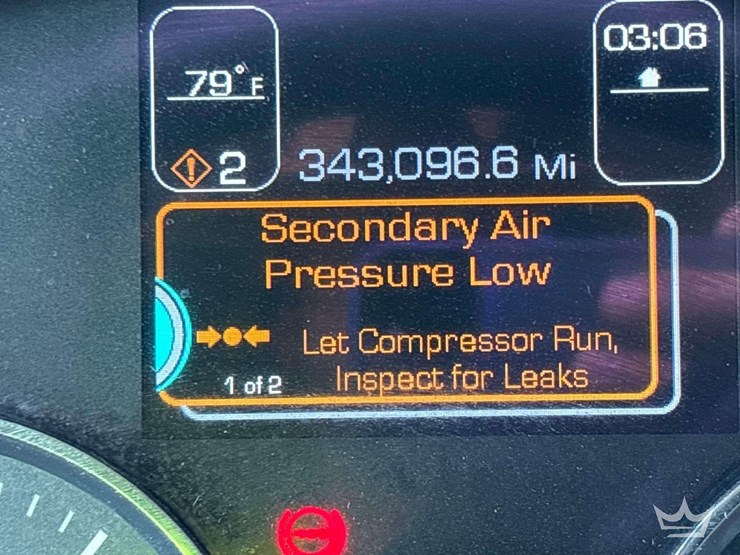 79°F
03:06
2
343,096.6 Mi
Secondary Air
Pressure Low
Let Compressor Run,
Inspect for Leaks
1 of 2